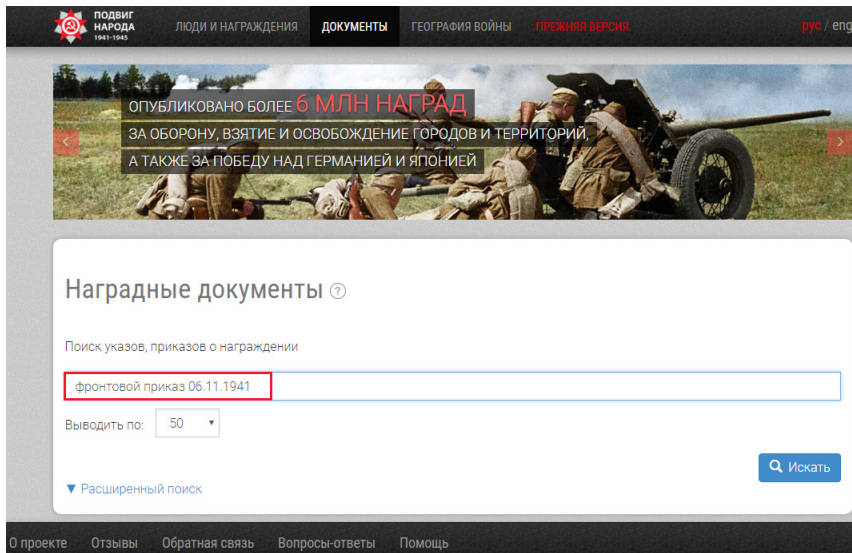 ПОДВИГ
НАРОДА
1941-1945
ЛЮДИ И НАГРАЖДЕНИЯ ДОКУМЕНТЫ ГЕОГРАФИЯ ВОЙНЫ ПРЕЖНЯЯ ВЕРСИЯ рус / eng
ОПУБЛИКОВАНО БОЛЕЕ 6 МЛН НАГРАД
ЗА ОБОРОНУ, ВЗЯТИЕ И ОСВОБОЖДЕНИЕ ГОРОДОВ И ТЕРРИТОРИЙ,
А ТАКЖЕ ЗА ПОБЕДУ НАД ГЕРМАНИЕЙ И ЯПОНИЕЙ
Наградные документы ?
Поиск указов, приказов о награждении
фронтовой приказ 06.11.1941
Выводить по: 50
Искать
Расширенный поиск
О проекте Отзывы Обратная связь Вопросы-ответы Помощь